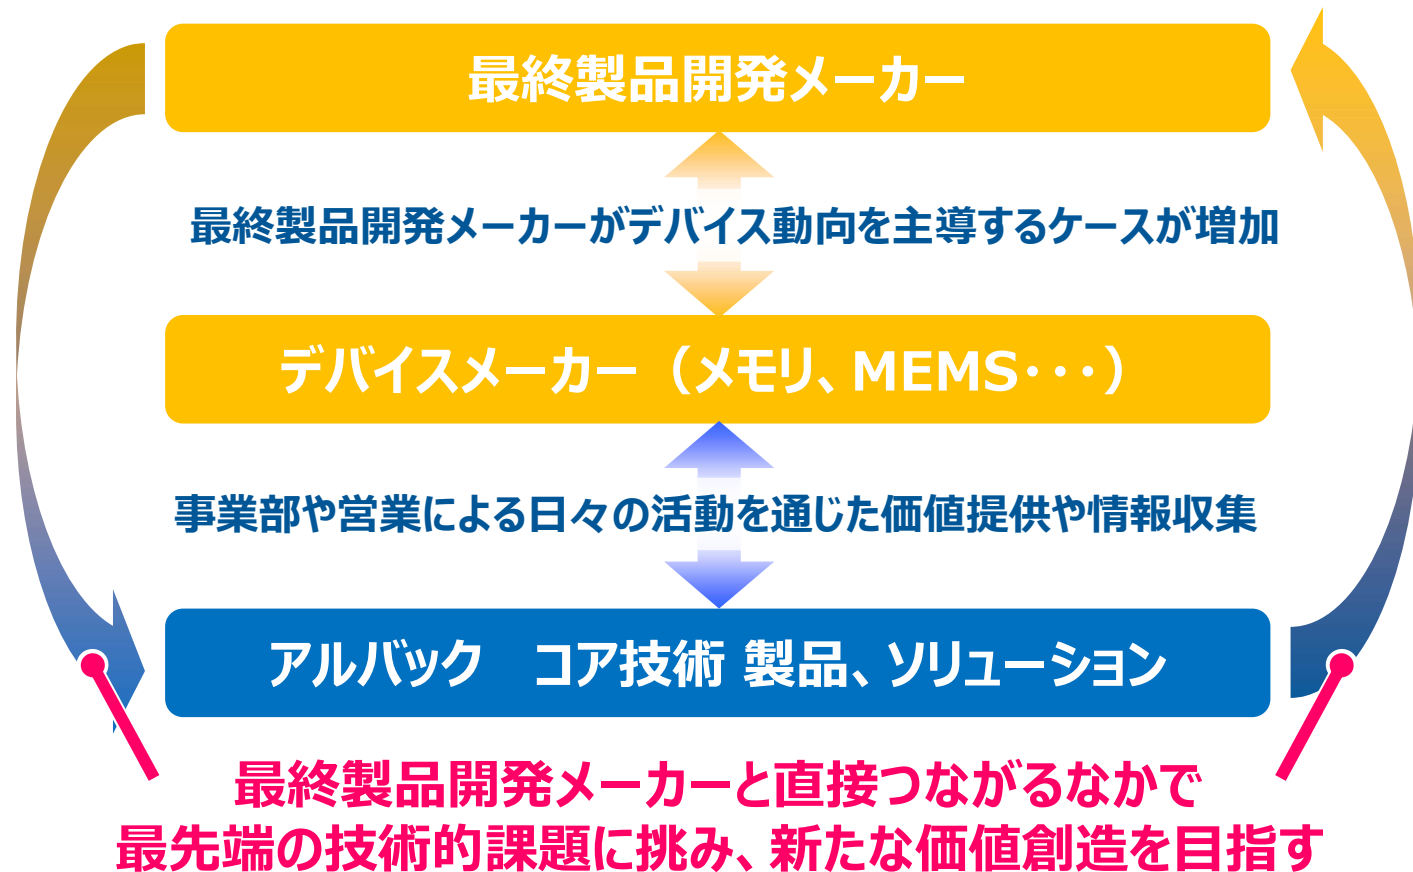 最終製品開発メーカー
最終製品開発メーカーがデバイス動向を主導するケースが増加
デバイスメーカー（メモリ、MEMS・・・）
事業部や営業による日々の活動を通じた価値提供や情報収集
アルバック　コア技術 製品、ソリューション
最終製品開発メーカーと直接つながるなかで
最先端の技術的課題に挑み、新たな価値創造を目指す